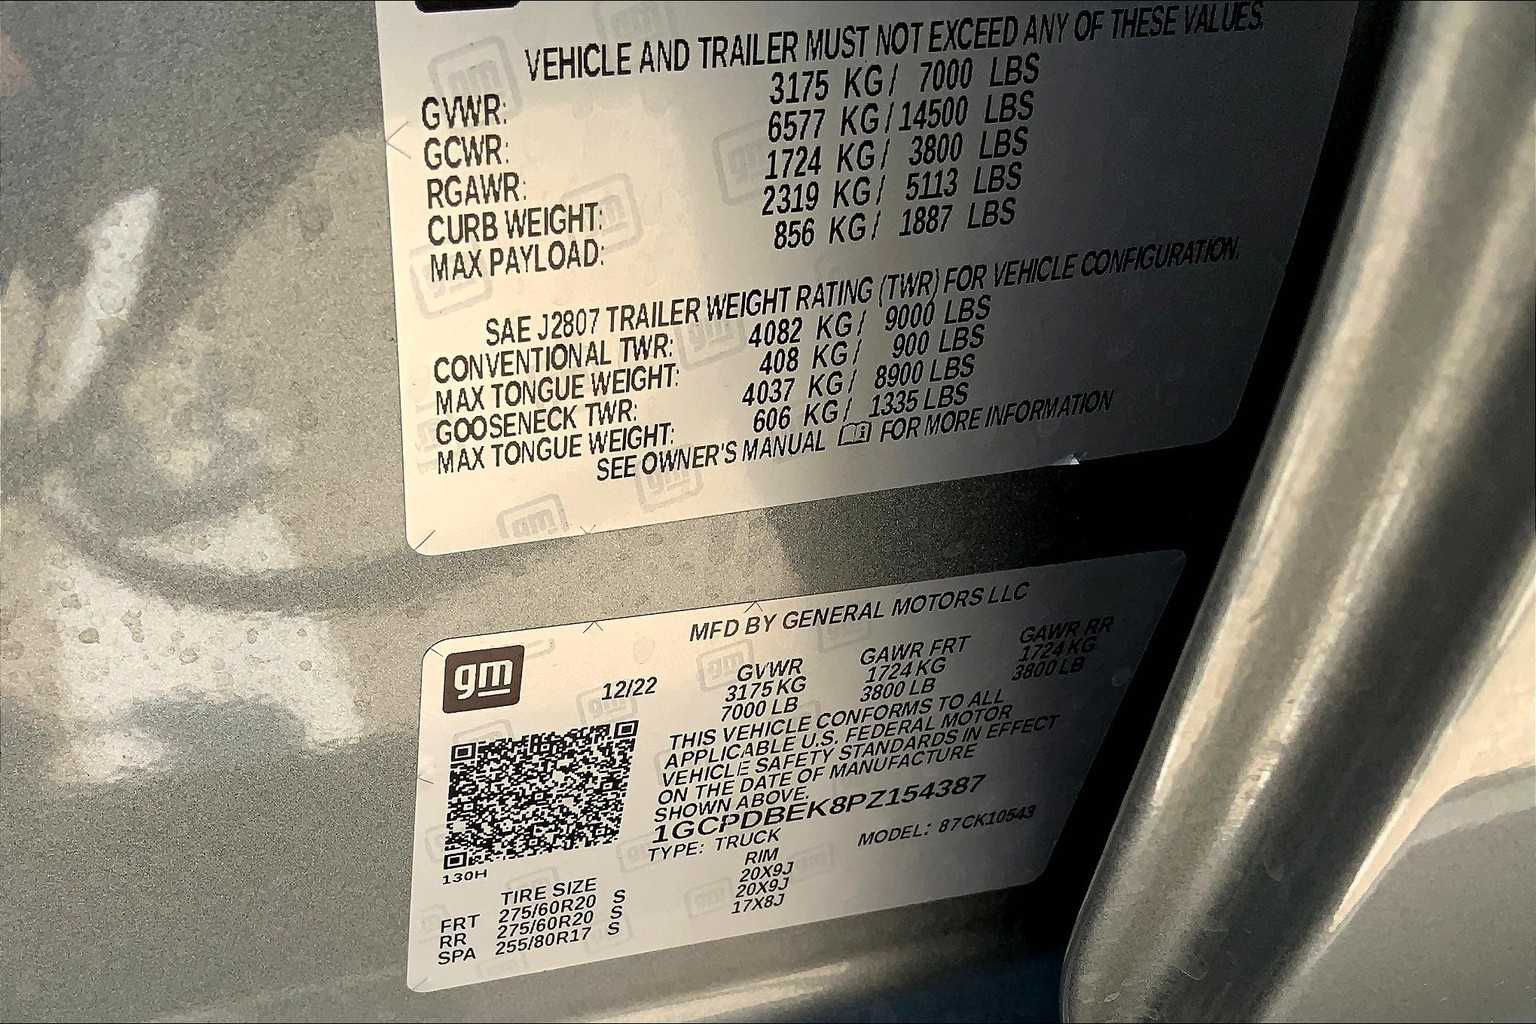 VEHICLE AND TRAILER MUST NOT EXCEED ANY OF THESE VALUES.
GVWR: 3175 KG/ 7000 LBS
GCWR: 6577 KG/14500 LBS
RGAWR: 1724 KG/ 3800 LBS
CURB WEIGHT: 2319 KG/ 5113 LBS
MAX PAYLOAD: 856 KG/ 1887 LBS
SAE J2807 TRAILER WEIGHT RATING (TWR) FOR VEHICLE CONFIGURATION.
CONVENTIONAL TWR: 4082 KG/ 9000 LBS
MAX TONGUE WEIGHT: 408 KG/ 900 LBS
GOOSENECK TWR: 4037 KG/ 8900 LBS
MAX TONGUE WEIGHT: 606 KG/ 1335 LBS
SEE OWNER'S MANUAL FOR MORE INFORMATION
MFD BY GENERAL MOTORS LLC
gm
12/22
GVWR GAWR FRT GAWR RR
3175 KG 1724 KG 1724 KG
7000 LB 3800 LB 3800 LB
THIS VEHICLE CONFORMS TO ALL
APPLICABLE U.S. FEDERAL MOTOR
VEHICLE SAFETY STANDARDS IN EFFECT
ON THE DATE OF MANUFACTURE
SHOWN ABOVE.
1GCPDBEK8PZ154387
TYPE: TRUCK MODEL: 87CK10543
130H
TIRE SIZE RIM
FRT 275/60R20 S 20X9J
RR 275/60R20 S 20X9J
SPA 255/80R17 S 17X8J